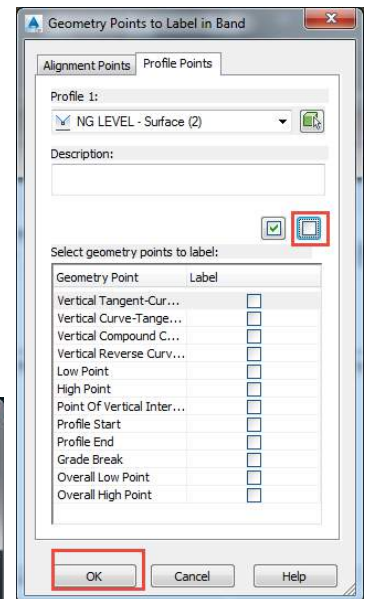 Geometry Points to Label in Band
Alignment Points Profile Points
Profile 1:
NG LEVEL - Surface (2)
Description:
Select geometry points to label:
Geometry Point Label
Vertical Tangent-Cur...
Vertical Curve-Tange...
Vertical Compound C...
Vertical Reverse Curv...
Low Point
High Point
Point Of Vertical Inter...
Profile Start
Profile End
Grade Break
Overall Low Point
Overall High Point
OK Cancel Help